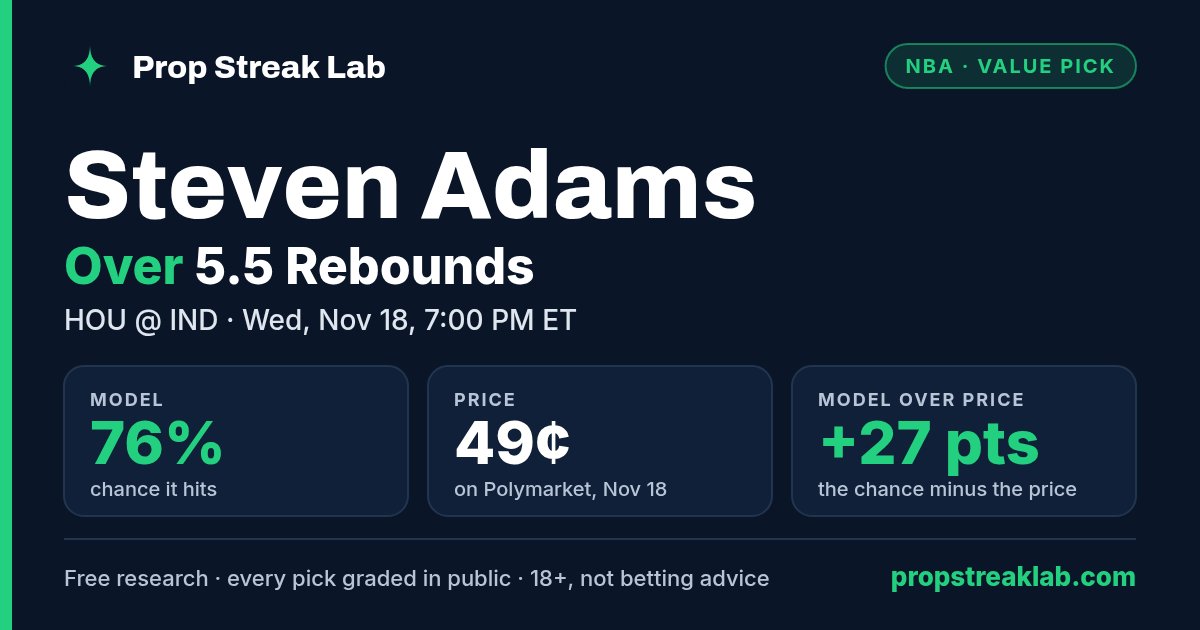 Prop Streak Lab
NBA · VALUE PICK
Steven Adams
Over 5.5 Rebounds
HOU @ IND · Wed, Nov 18, 7:00 PM ET
MODEL
76%
chance it hits
PRICE
49¢
on Polymarket, Nov 18
MODEL OVER PRICE
+27 pts
the chance minus the price
Free research · every pick graded in public · 18+, not betting advice
propstreaklab.com